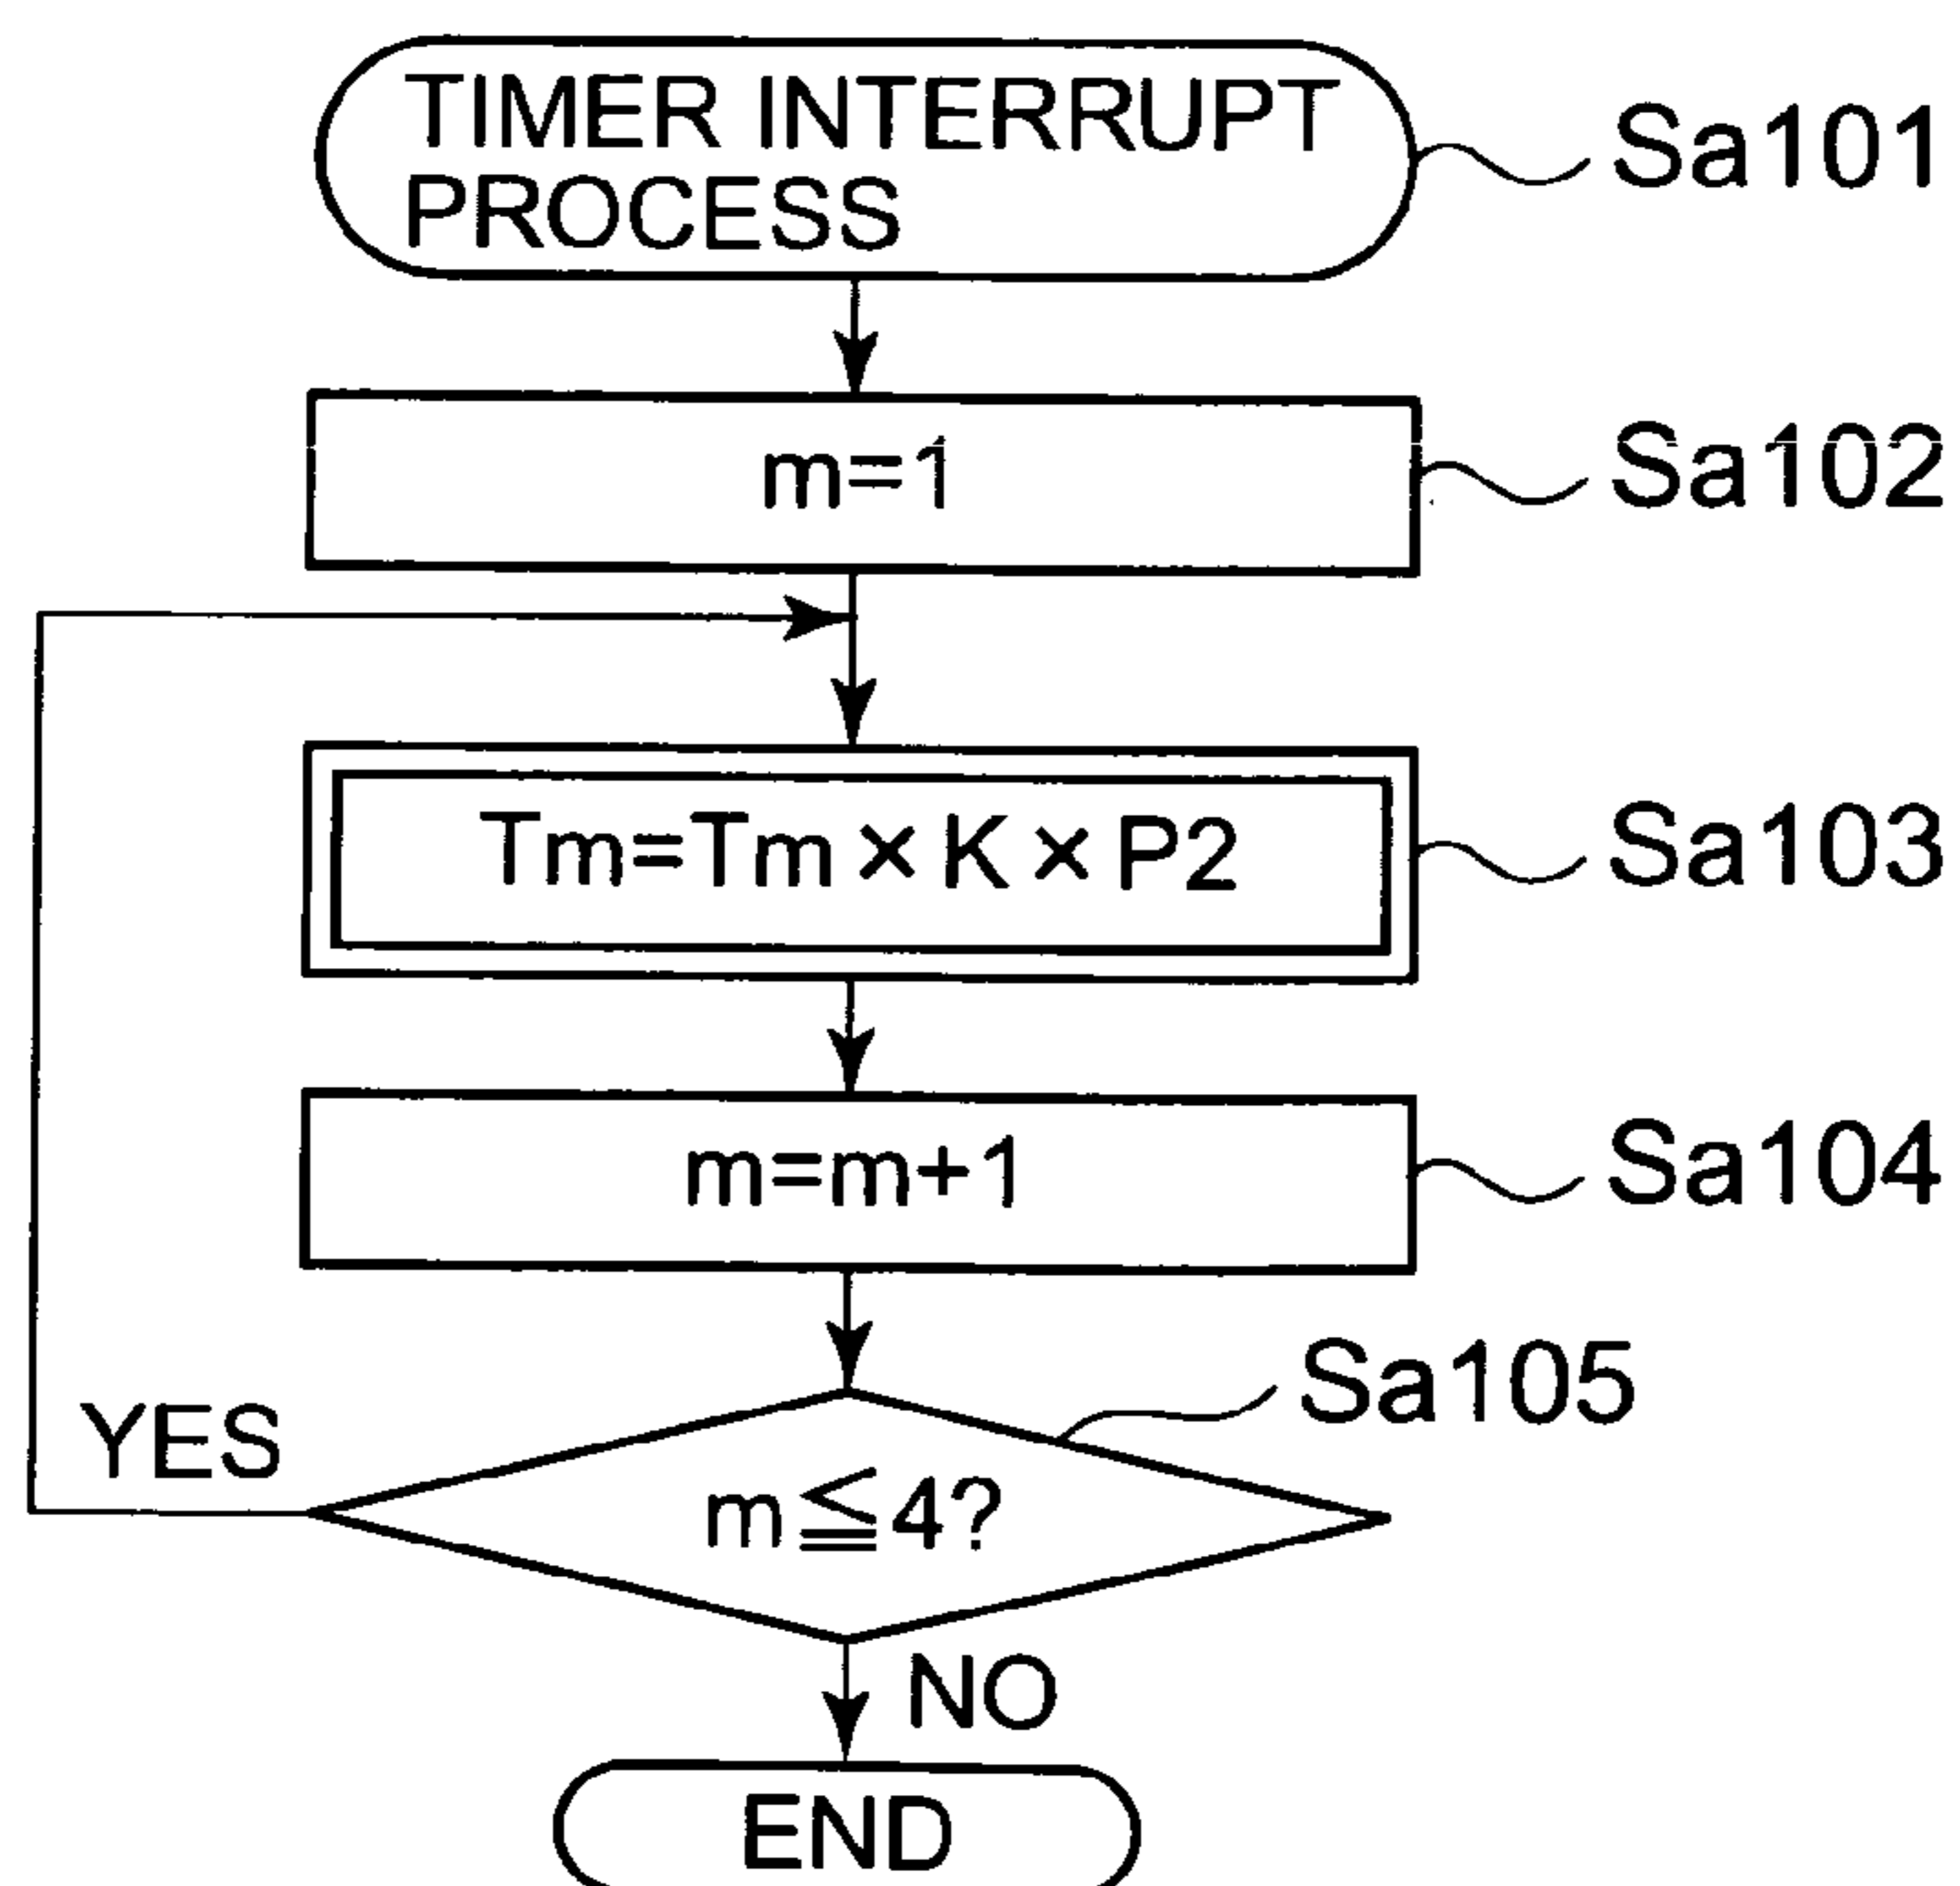 TIMER INTERRUPT
PROCESS
Sa101
m=1
Sa102
Tm=Tm×K×P2
Sa103
m=m+1
Sa104
Sa105
YES
m≦4?
NO
END